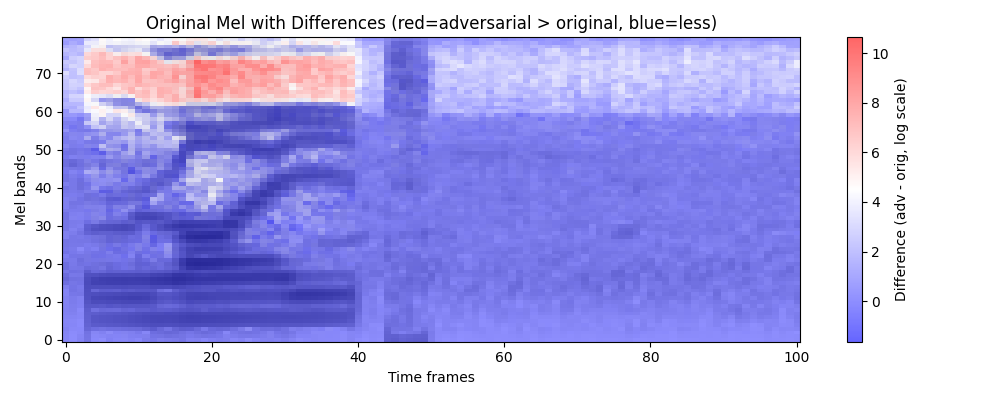 Original Mel with Differences (red=adversarial > original, blue=less)
Mel bands
70
60
50
40
30
20
10
0
0 20 40 60 80 100
Time frames
10
8
6
4
2
0
Difference (adv - orig, log scale)